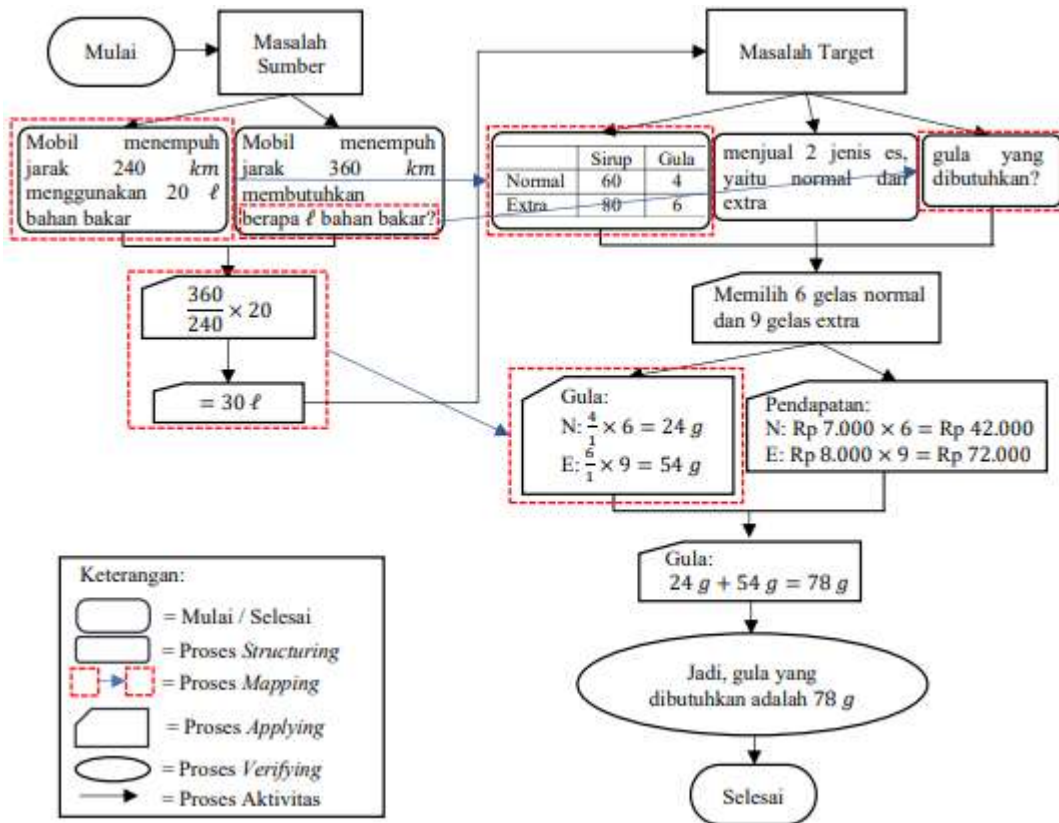 Mulai
Masalah
Sumber
Masalah Target
Mobil menempuh
jarak 240 km
menggunakan 20 ℓ
bahan bakar
Mobil menempuh
jarak 360 km
membutuhkan
berapa ℓ bahan bakar?
Sirup Gula
Normal 60 4
Extra 80 6
menjual 2 jenis es,
yaitu normal dan
extra
gula yang
dibutuhkan?
360/240 × 20
= 30 ℓ
Memilih 6 gelas normal
dan 9 gelas extra
Gula:
N: 4/1 × 6 = 24 g
E: 6/1 × 9 = 54 g
Pendapatan:
N: Rp 7.000 × 6 = Rp 42.000
E: Rp 8.000 × 9 = Rp 72.000
Gula:
24 g + 54 g = 78 g
Jadi, gula yang
dibutuhkan adalah 78 g
Selesai
Keterangan:
= Mulai / Selesai
= Proses Structuring
= Proses Mapping
= Proses Applying
= Proses Verifying
= Proses Aktivitas